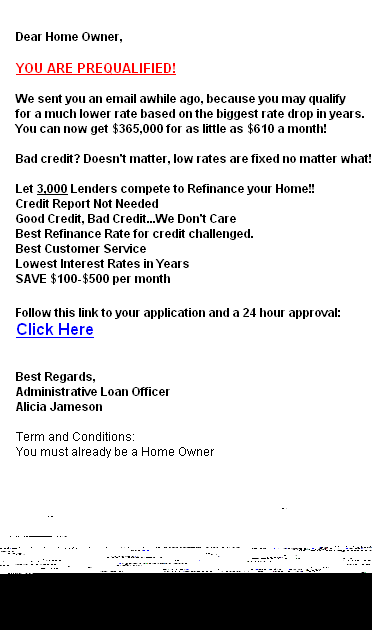 Dear Home Owner,
YOU ARE PREQUALIFIED!
We sent you an email awhile ago, because you may qualify
for a much lower rate based on the biggest rate drop in years.
You can now get $365,000 for as little as $610 a month!
Bad credit? Doesn't matter, low rates are fixed no matter what!
Let 3,000 Lenders compete to Refinance your Home!!
Credit Report Not Needed
Good Credit, Bad Credit...We Don't Care
Best Refinance Rate for credit challenged.
Best Customer Service
Lowest Interest Rates in Years
SAVE $100-$500 per month
Follow this link to your application and a 24 hour approval:
Click Here
Best Regards,
Administrative Loan Officer
Alicia Jameson
Term and Conditions:
You must already be a Home Owner